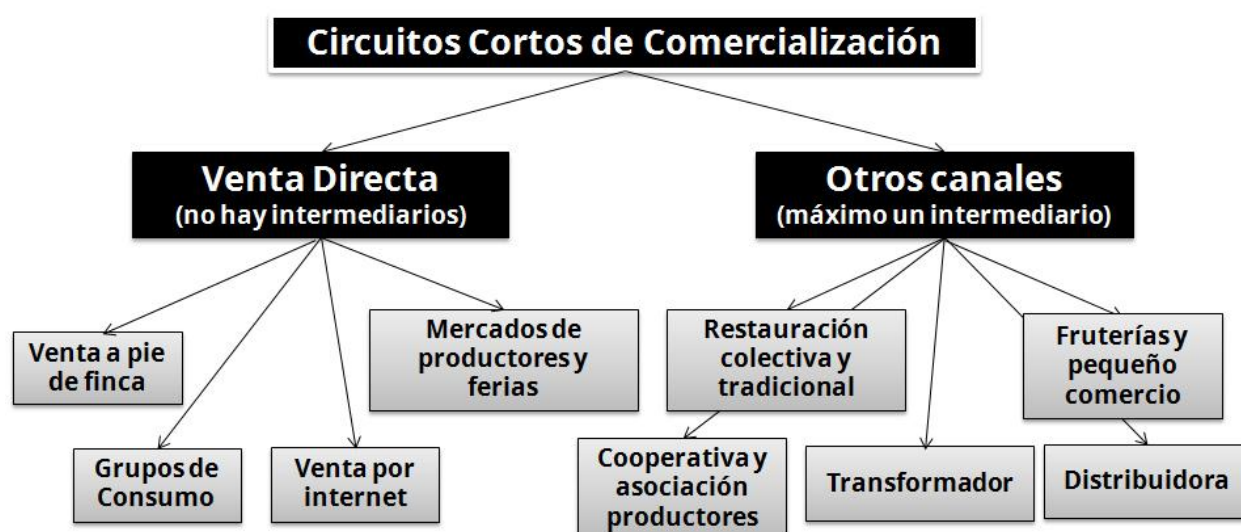 Circuitos Cortos de Comercialización
Venta Directa
(no hay intermediarios)
Otros canales
(máximo un intermediario)
Venta a pie
de finca
Grupos de
Consumo
Venta por
internet
Mercados de
productores y
ferias
Restauración
colectiva y
tradicional
Cooperativa y
asociación
productores
Transformador
Fruterías y
pequeño
comercio
Distribuidora